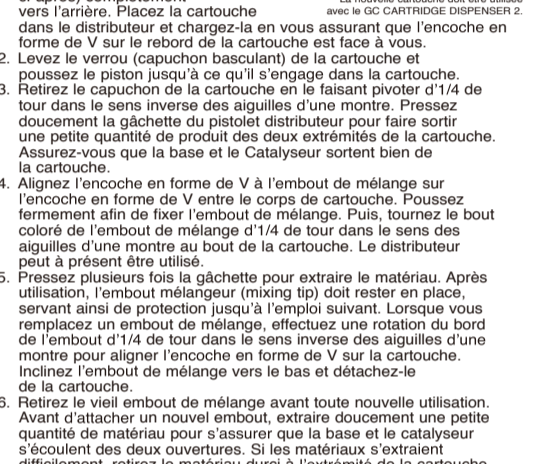 vers l'arrière. Placez la cartouche
avec le GC CARTRIDGE DISPENSER 2.
dans le distributeur et chargez-la en vous assurant que l'encoche en
forme de V sur le rebord de la cartouche est face à vous.
2. Levez le verrou (capuchon basculant) de la cartouche et
poussez le piston jusqu'à ce qu'il s'engage dans la cartouche.
3. Retirez le capuchon de la cartouche en le faisant pivoter d'1/4 de
tour dans le sens inverse des aiguilles d'une montre. Pressez
doucement la gâchette du pistolet distributeur pour faire sortir
une petite quantité de produit des deux extrémités de la cartouche.
Assurez-vous que la base et le Catalyseur sortent bien de
la cartouche.
4. Alignez l'encoche en forme de V à l'embout de mélange sur
l'encoche en forme de V entre le corps de cartouche. Poussez
fermement afin de fixer l'embout de mélange. Puis, tournez le bout
coloré de l'embout de mélange d'1/4 de tour dans le sens des
aiguilles d'une montre au bout de la cartouche. Le distributeur
peut à présent être utilisé.
5. Pressez plusieurs fois la gâchette pour extraire le matériau. Après
utilisation, l'embout mélangeur (mixing tip) doit rester en place,
servant ainsi de protection jusqu'à l'emploi suivant. Lorsque vous
remplacez un embout de mélange, effectuez une rotation du bord
de l'embout d'1/4 de tour dans le sens inverse des aiguilles d'une
montre pour aligner l'encoche en forme de V sur la cartouche.
Inclinez l'embout de mélange vers le bas et détachez-le
de la cartouche.
6. Retirez le vieil embout de mélange avant toute nouvelle utilisation.
Avant d'attacher un nouvel embout, extraire doucement une petite
quantité de matériau pour s'assurer que la base et le catalyseur
s'écoulent des deux ouvertures. Si les matériaux s'extraient
difficilement, retirez le matériau durci à l'extrémité de la cartouche